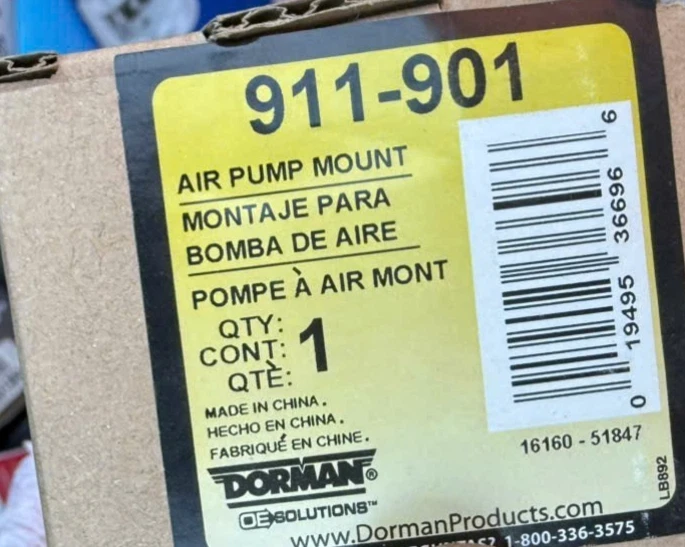 911-901
AIR PUMP MOUNT
MONTAJE PARA
BOMBA DE AIRE
POMPE À AIR MONT
QTY:
CONT: 1
QTÈ:
MADE IN CHINA.
HECHO EN CHINA.
FABRIQUÉ EN CHINE.
DORMAN®
OE SOLUTIONS™
www.DormanProducts.com
1-800-336-3575
0 19495 36696 6
16160 - 51847
LB892